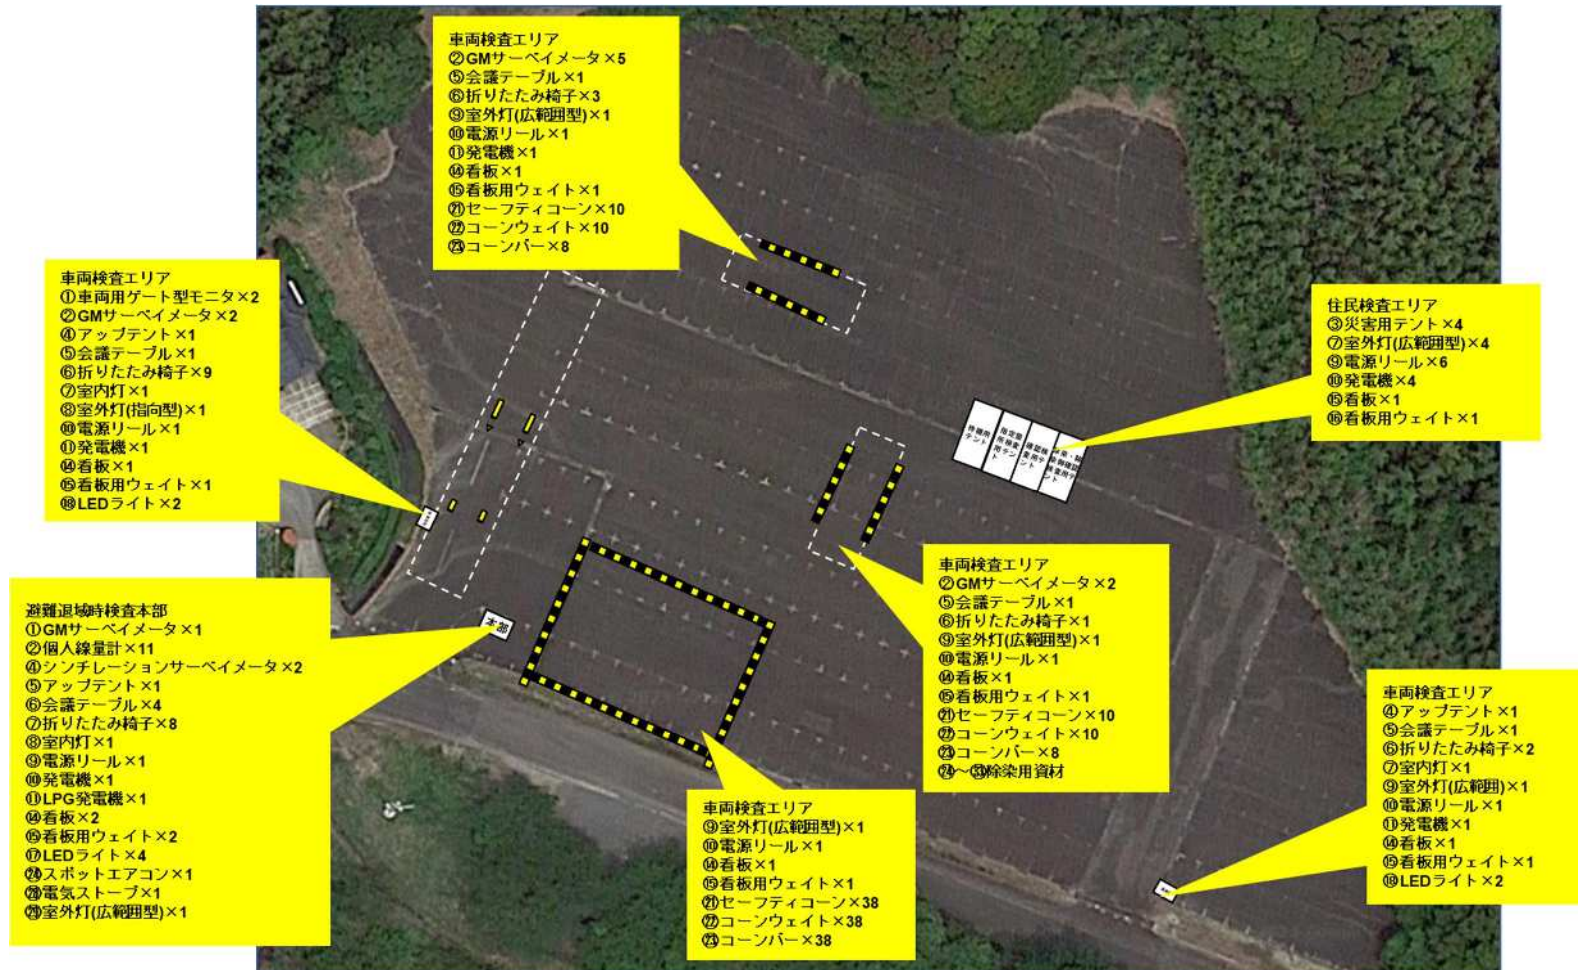 車両検査エリア
②GMサーベイメータ×5
⑤会議テーブル×1
⑥折りたたみ椅子×3
⑨室外灯(広範囲型)×1
⑩電源リール×1
⑪発電機×1
⑭看板×1
⑮看板用ウェイト×1
㉑セーフティコーン×10
㉒コーンウェイト×10
㉓コーンバー×8
車両検査エリア
①車両用ゲート型モニタ×2
②GMサーベイメータ×2
④アップテント×1
⑤会議テーブル×1
⑥折りたたみ椅子×9
⑦室内灯×1
⑧室外灯(指向型)×1
⑩電源リール×1
⑪発電機×1
⑭看板×1
⑮看板用ウェイト×1
⑱LEDライト×2
住民検査エリア
③災害用テント×4
⑦室外灯(広範囲型)×4
⑨電源リール×6
⑩発電機×4
⑮看板×1
⑯看板用ウェイト×1
待機用
テント
避難退域時検査本部
①GMサーベイメータ×1
②個人線量計×11
④シンチレーションサーベイメータ×2
⑤アップテント×1
⑥会議テーブル×4
⑦折りたたみ椅子×8
⑧室内灯×1
⑨電源リール×1
⑩発電機×1
⑪LPG発電機×1
⑭看板×2
⑮看板用ウェイト×2
⑰LEDライト×4
スポットエアコン×1
電気ストーブ×1
室外灯(広範囲型)×1
本部
車両検査エリア
②GMサーベイメータ×2
⑤会議テーブル×1
⑥折りたたみ椅子×1
⑨室外灯(広範囲型)×1
⑩電源リール×1
⑭看板×1
⑮看板用ウェイト×1
㉑セーフティコーン×10
㉒コーンウェイト×10
㉓コーンバー×8
除染用資材
車両検査エリア
⑨室外灯(広範囲型)×1
⑩電源リール×1
⑭看板×1
⑮看板用ウェイト×1
㉑セーフティコーン×38
㉒コーンウェイト×38
㉓コーンバー×38
車両検査エリア
④アップテント×1
⑤会議テーブル×1
⑥折りたたみ椅子×2
⑦室内灯×1
⑨室外灯(広範囲)×1
⑩電源リール×1
⑪発電機×1
⑭看板×1
⑮看板用ウェイト×1
⑱LEDライト×2